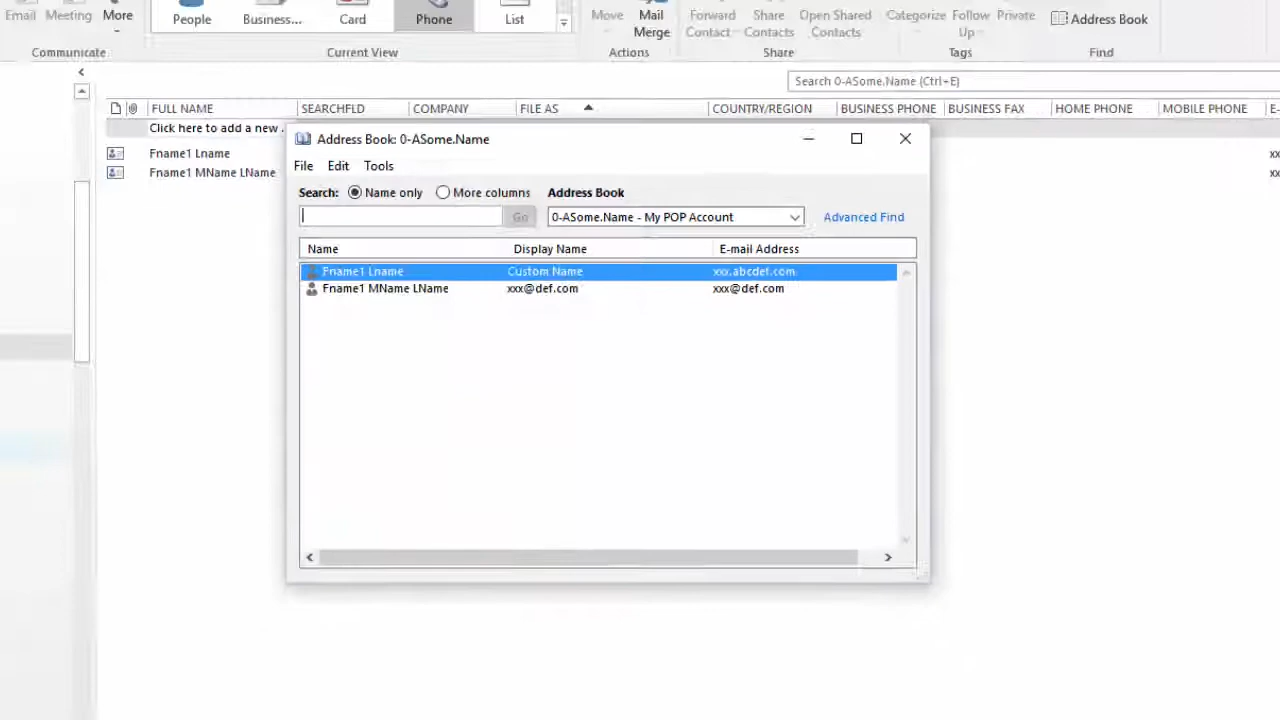 Email Meeting More People Business... Card Phone List Move Mail Merge Forward Contact Share Contacts Open Shared Contacts Categorize Follow Up Private Address Book
Communicate Current View Actions Share Tags Find
Search 0-ASome.Name (Ctrl+E)
FULL NAME SEARCHFLD COMPANY FILE AS COUNTRY/REGION BUSINESS PHONE BUSINESS FAX HOME PHONE MOBILE PHONE E-
Click here to add a new .
Fname1 Lname xx
Fname1 MName LName xx
Address Book: 0-ASome.Name
File Edit Tools
Search: Name only More columns Address Book
Go 0-ASome.Name - My POP Account Advanced Find
Name Display Name E-mail Address
Fname1 Lname Custom Name xxx.abcdef.com
Fname1 MName LName xxx@def.com xxx@def.com